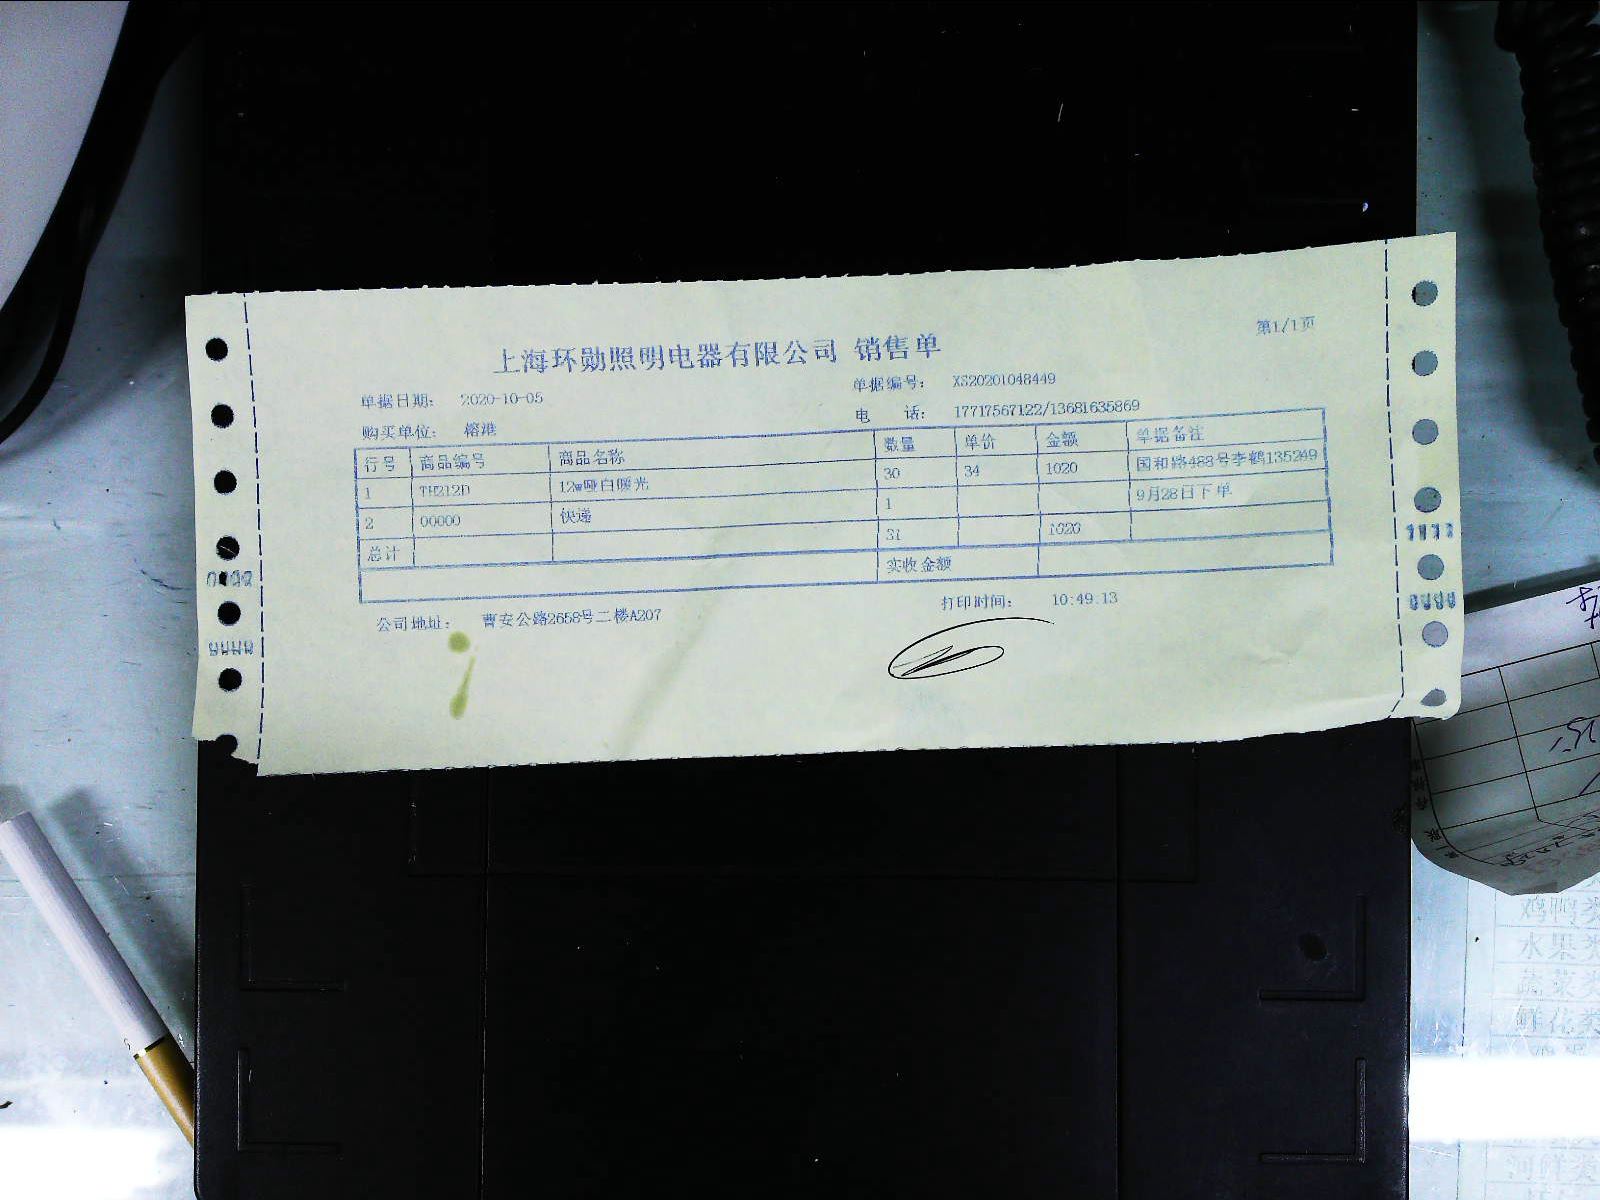 第1/1页
上海环勋照明电器有限公司 销售单
单据日期： 2020-10-05 单据编号： XS20201048449
购买单位： 榕港 电 话： 17717567122/13681635869
行号 商品编号 商品名称 数量 单价 金额 单据备注
1 TH212D 12w哑白暖光 30 34 1020 国和路488号李鹤135249
2 00000 快递 1 9月28日下单
总计 31 1020
实收金额
公司地址： 曹安公路2658号二楼A207 打印时间： 10:49.13
鸡鸭类
水果类
蔬菜类
鲜花类
河鲜类